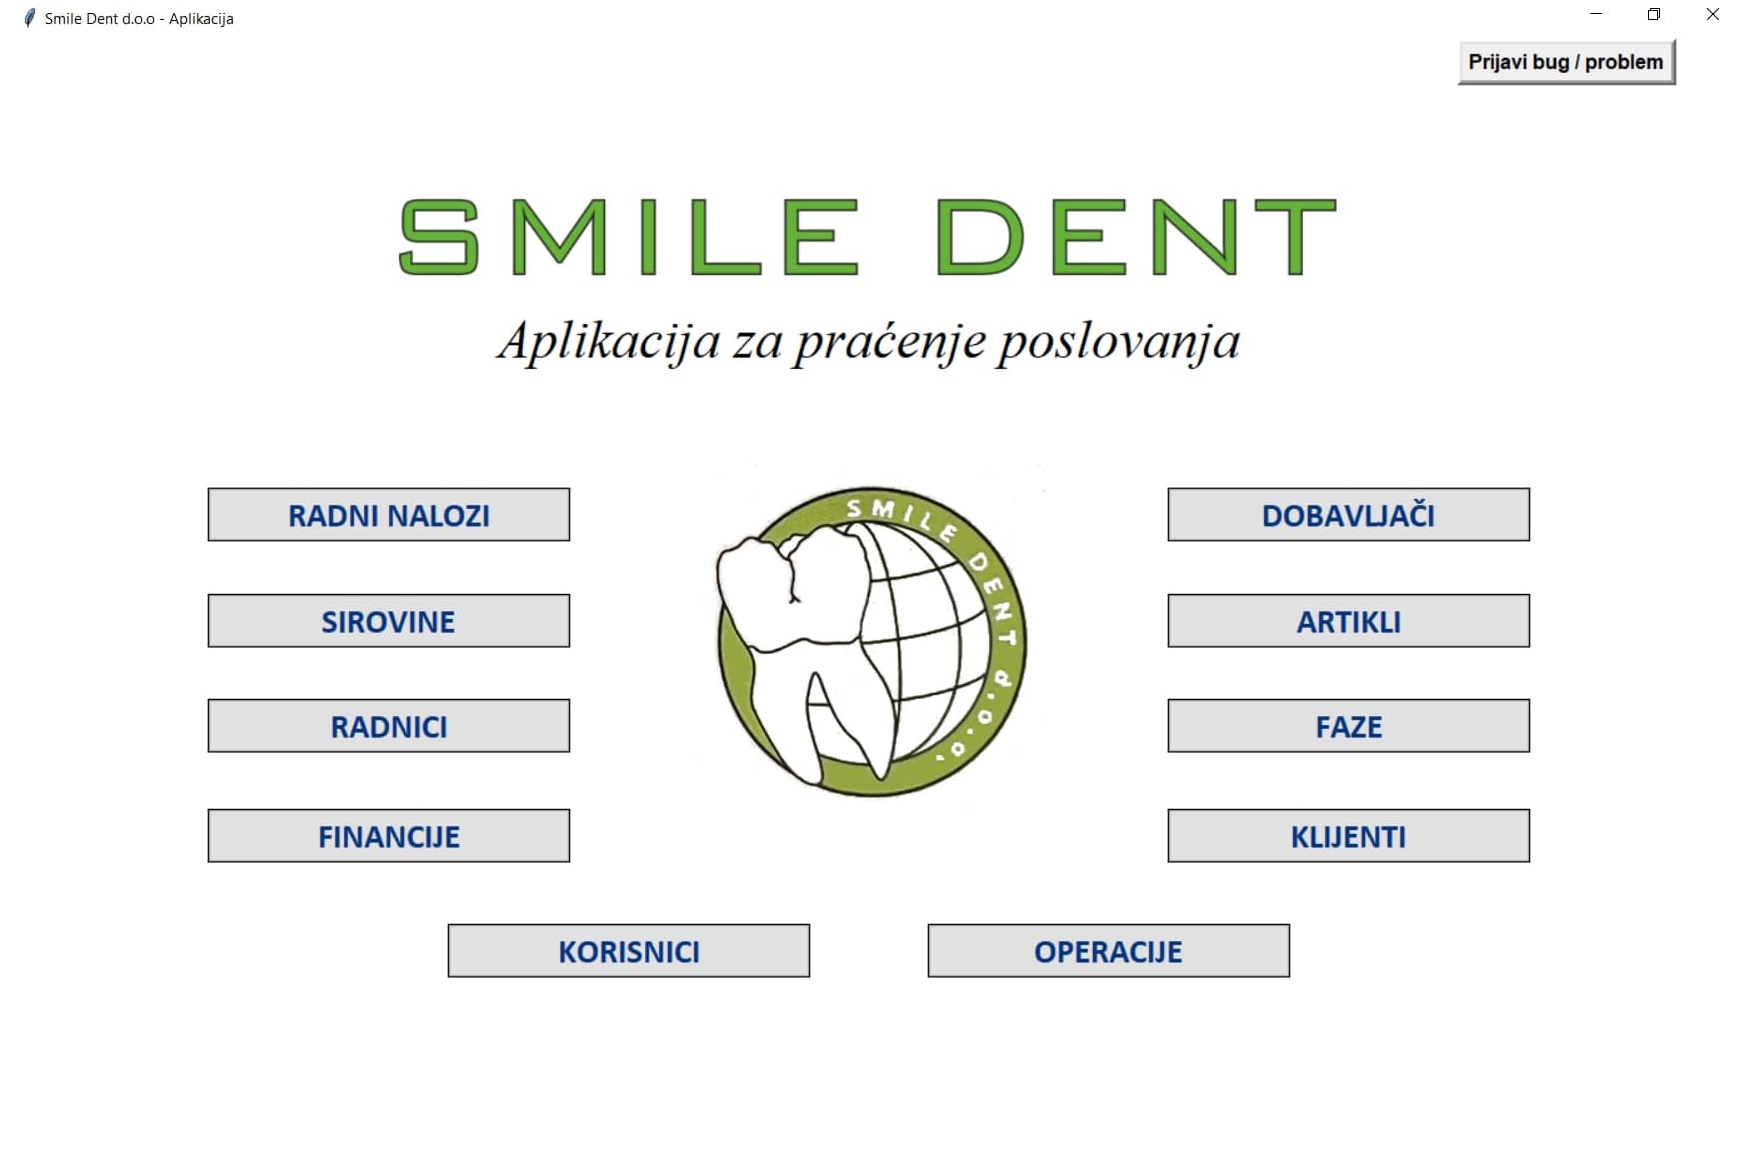 Smile Dent d.o.o - Aplikacija
Prijavi bug / problem
SMILE DENT
Aplikacija za praćenje poslovanja
RADNI NALOZI
SIROVINE
RADNICI
FINANCIJE
SMILE DENT d.o.o.
DOBAVLJAČI
ARTIKLI
FAZE
KLIJENTI
KORISNICI
OPERACIJE